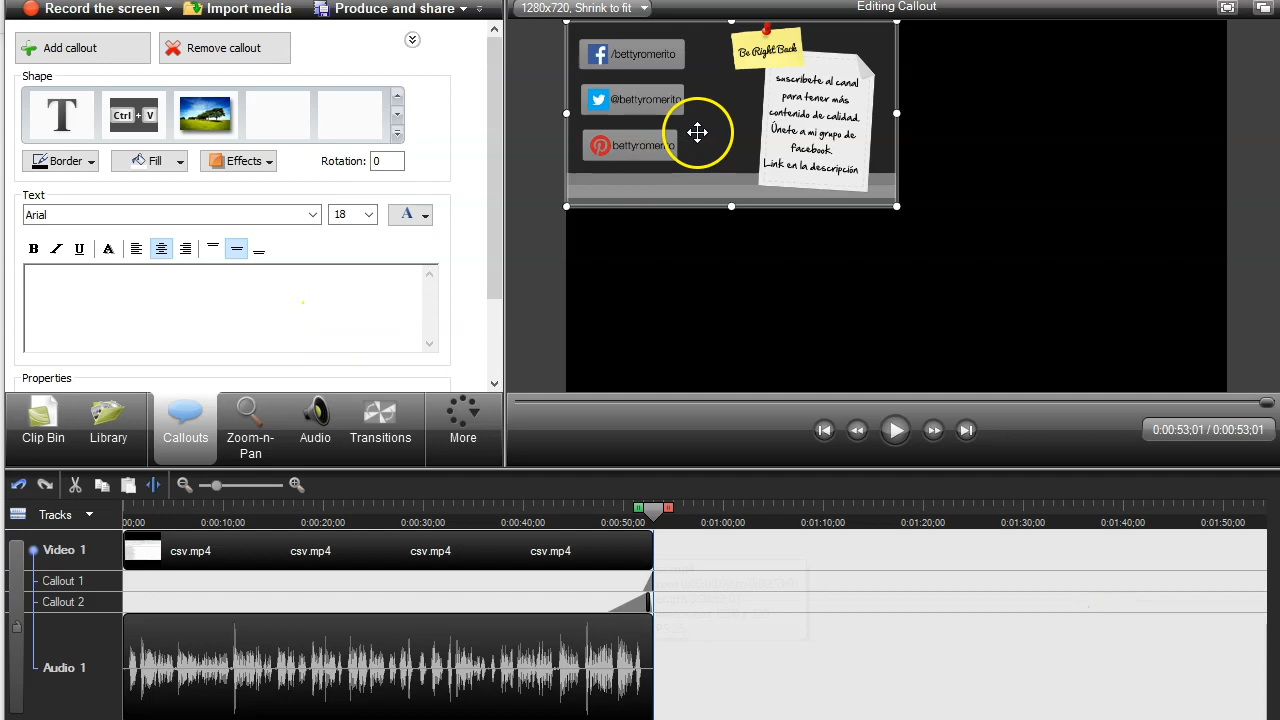 Record the screen
Import media
Produce and share
1280x720, Shrink to fit
Editing Callout
Add callout
Remove callout
Shape
T
Ctrl + V
Border
Fill
Effects
Rotation: 0
Text
Arial
18
A
B
I
U
A
Properties
/bettyromerito
@bettyromerito
bettyromerito
Be Right Back
suscribete al canal
para tener más
contenido de calidad.
Únete a mi grupo de
facebook.
Link en la descripción
Clip Bin
Library
Callouts
Zoom-n-
Pan
Audio
Transitions
More
0:00:53;01 / 0:00:53;01
Tracks
00;00
0:00:10;00
0:00:20;00
0:00:30;00
0:00:40;00
0:00:50;00
0:01:00;00
0:01:10;00
0:01:20;00
0:01:30;00
0:01:40;00
0:01:50;00
Video 1
csv.mp4
csv.mp4
csv.mp4
csv.mp4
Callout 1
Callout 2
Audio 1